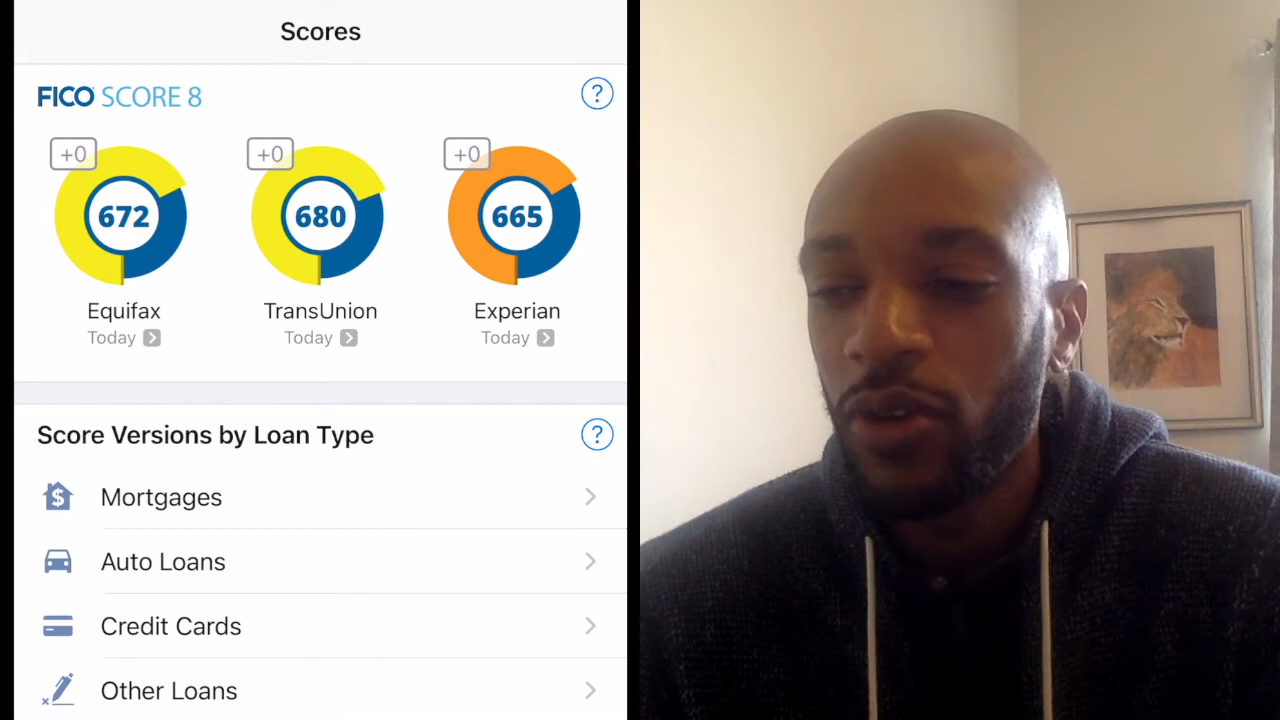 Scores
FICO SCORE 8
?
+0
+0
+0
672
680
665
Equifax
TransUnion
Experian
Today
Today
Today
Score Versions by Loan Type
?
$
Mortgages
Auto Loans
Credit Cards
Other Loans